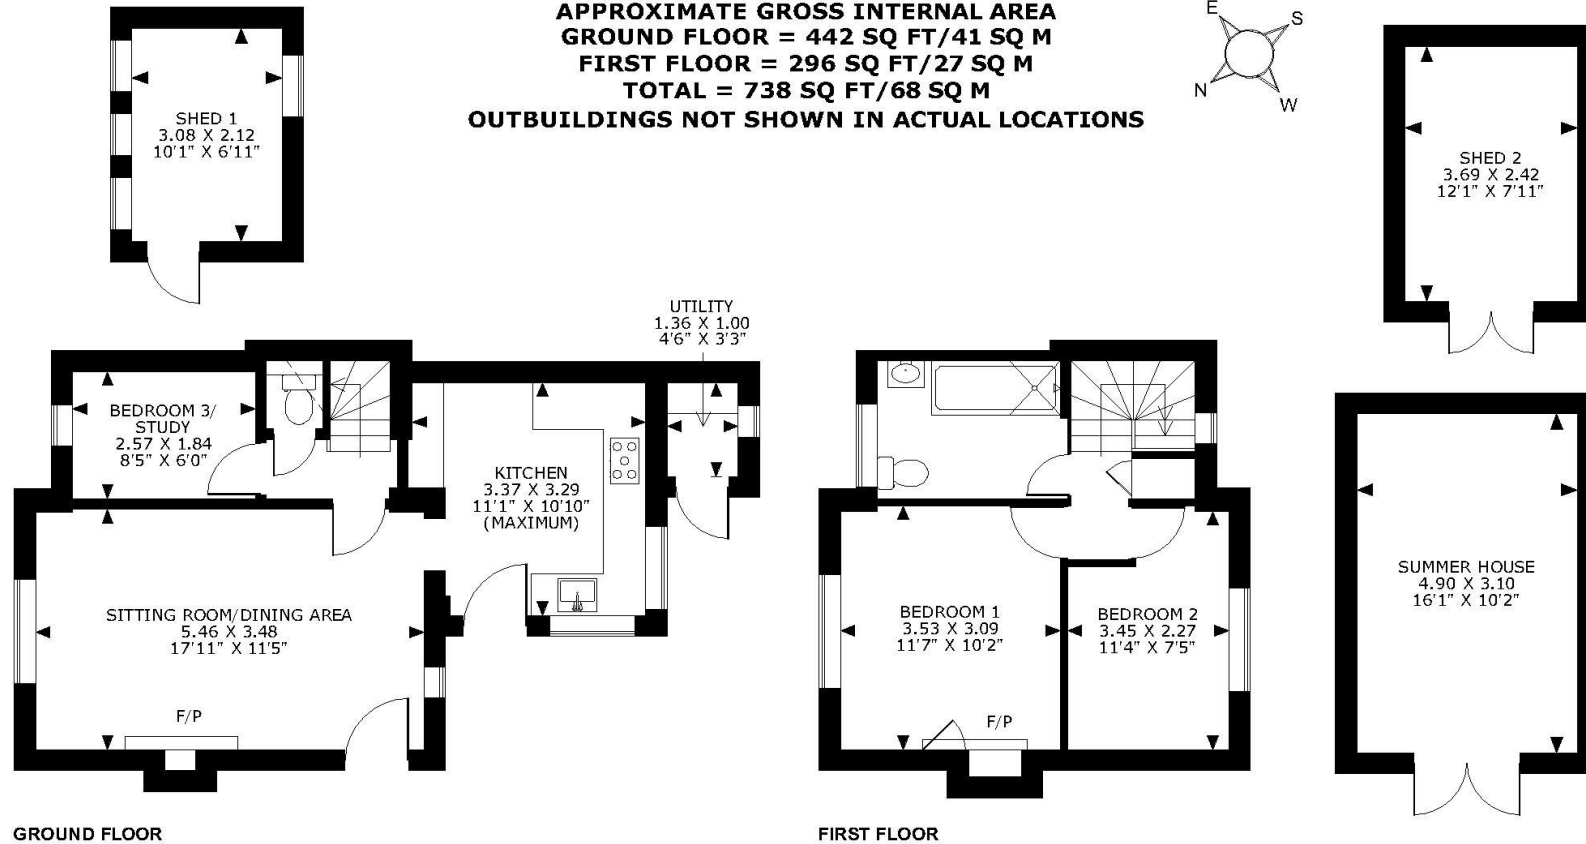 APPROXIMATE GROSS INTERNAL AREA
GROUND FLOOR = 442 SQ FT/41 SQ M
FIRST FLOOR = 296 SQ FT/27 SQ M
TOTAL = 738 SQ FT/68 SQ M
OUTBUILDINGS NOT SHOWN IN ACTUAL LOCATIONS
E
S
N
W
SHED 1
3.08 X 2.12
10'1" X 6'11"
SHED 2
3.69 X 2.42
12'1" X 7'11"
UTILITY
1.36 X 1.00
4'6" X 3'3"
BEDROOM 3/
STUDY
2.57 X 1.84
8'5" X 6'0"
KITCHEN
3.37 X 3.29
11'1" X 10'10"
(MAXIMUM)
SITTING ROOM/DINING AREA
5.46 X 3.48
17'11" X 11'5"
F/P
BEDROOM 1
3.53 X 3.09
11'7" X 10'2"
F/P
BEDROOM 2
3.45 X 2.27
11'4" X 7'5"
SUMMER HOUSE
4.90 X 3.10
16'1" X 10'2"
GROUND FLOOR
FIRST FLOOR